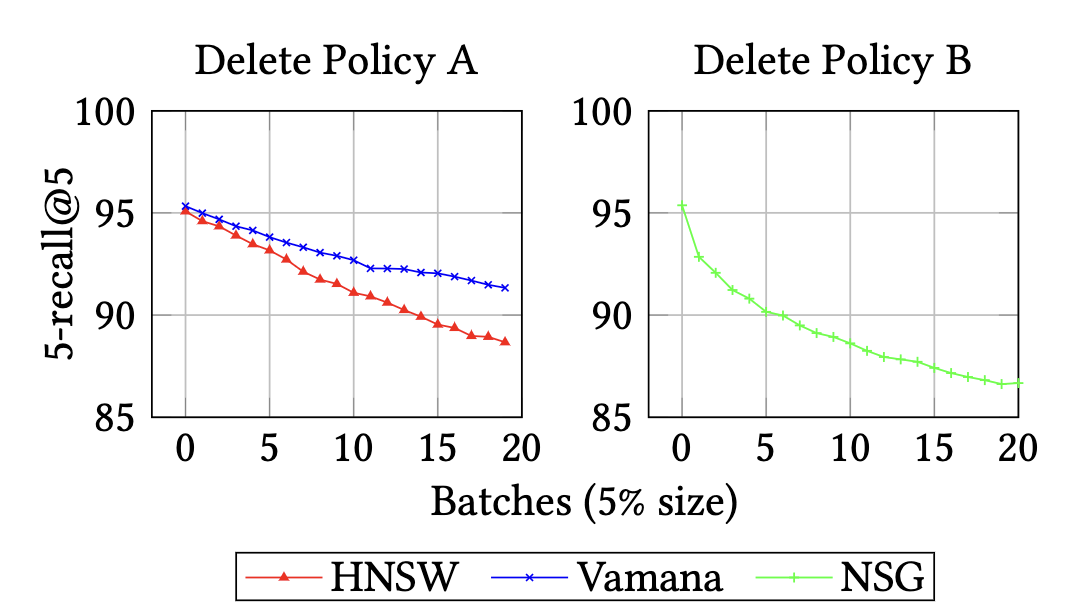 Delete Policy A
Delete Policy B
5-recall@5
100
95
90
85
0 5 10 15 20
100
95
90
85
0 5 10 15 20
Batches (5% size)
HNSW Vamana NSG